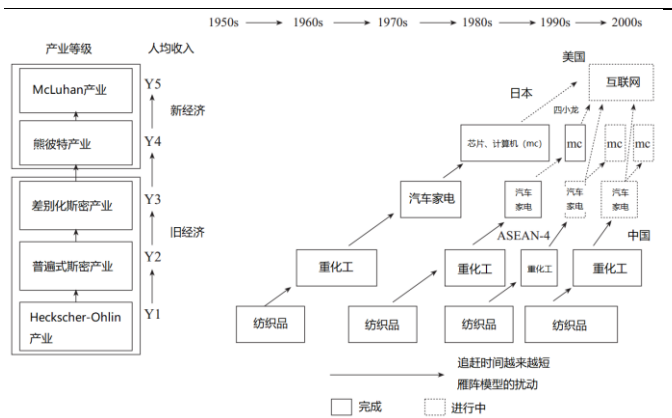 1950s 1960s 1970s 1980s 1990s 2000s
产业等级 人均收入
McLuhan产业
熊彼特产业
差别化斯密产业
普遍式斯密产业
Heckscher-Ohlin
产业
Y5
新经济
Y4
Y3
旧经济
Y2
Y1
美国
互联网
日本
四小龙
芯片、计算机（mc）
mc
mc
mc
汽车家电
汽车
家电
汽车
家电
汽车
家电
ASEAN-4
中国
重化工
重化工
重化工
重化工
纺织品
纺织品
纺织品
纺织品
追赶时间越来越短
雁阵模型的扰动
完成
进行中